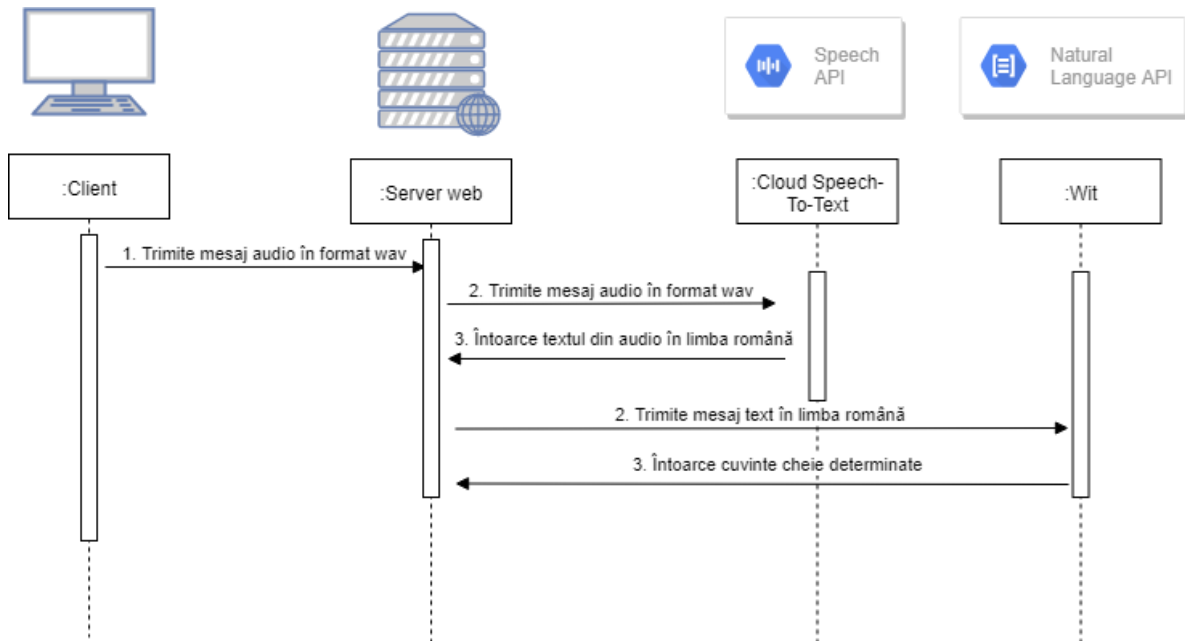 Speech
API
Natural
Language API
:Client
:Server web
:Cloud Speech-
To-Text
:Wit
1. Trimite mesaj audio în format wav
2. Trimite mesaj audio în format wav
3. Întoarce textul din audio în limba română
2. Trimite mesaj text în limba română
3. Întoarce cuvinte cheie determinate